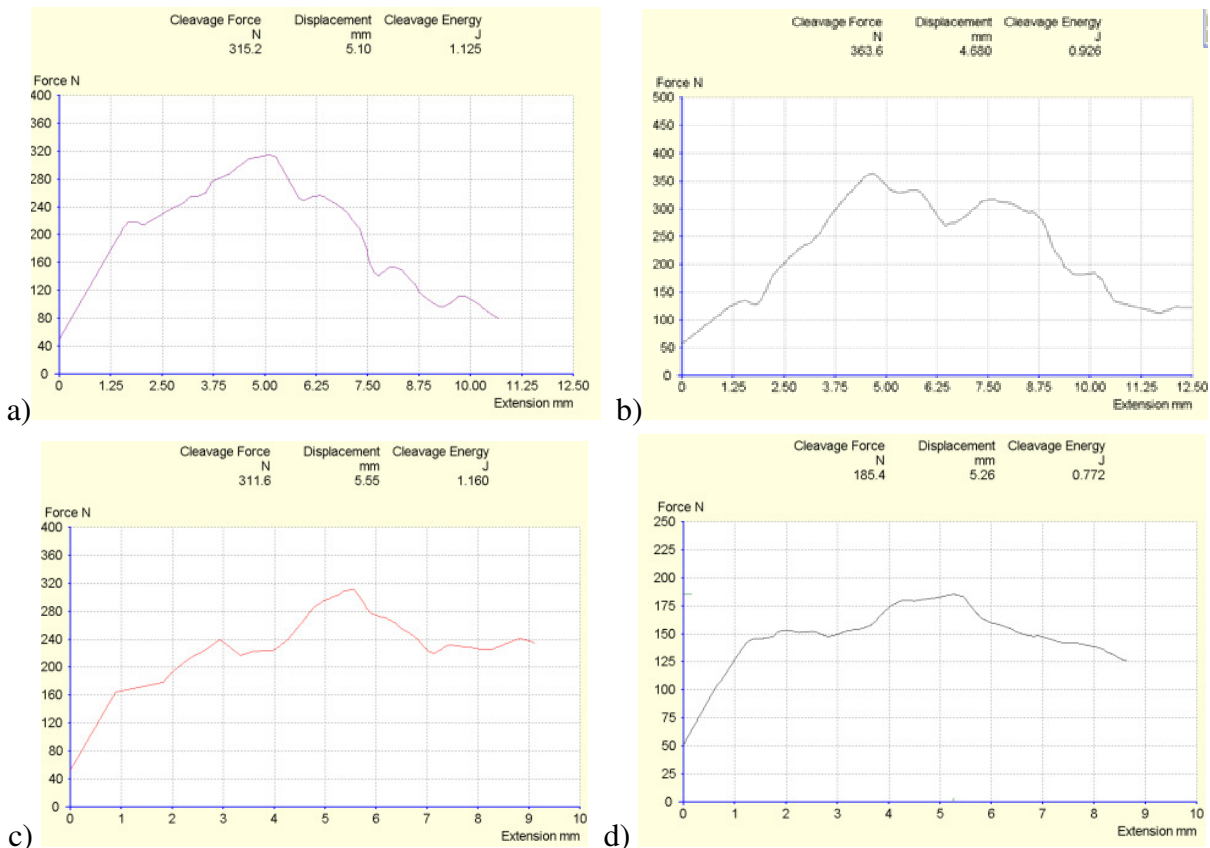 Cleavage Force Displacement Cleavage Energy
N mm J
315.2 5.10 1.125
Force N
400
360
320
280
240
200
160
120
80
40
0
0 1.25 2.50 3.75 5.00 6.25 7.50 8.75 10.00 11.25 12.50
Extension mm
a)
Cleavage Force Displacement Cleavage Energy
N mm J
363.6 4.680 0.926
Force N
500
450
400
350
300
250
200
150
100
50
0
0 1.25 2.50 3.75 5.00 6.25 7.50 8.75 10.00 11.25 12.50
Extension mm
b)
Cleavage Force Displacement Cleavage Energy
N mm J
311.6 5.55 1.160
Force N
400
360
320
280
240
200
160
120
80
40
0
0 1 2 3 4 5 6 7 8 9 10
Extension mm
c)
Cleavage Force Displacement Cleavage Energy
N mm J
185.4 5.26 0.772
Force N
250
225
200
175
150
125
100
75
50
25
0
0 1 2 3 4 5 6 7 8 9 10
Extension mm
d)